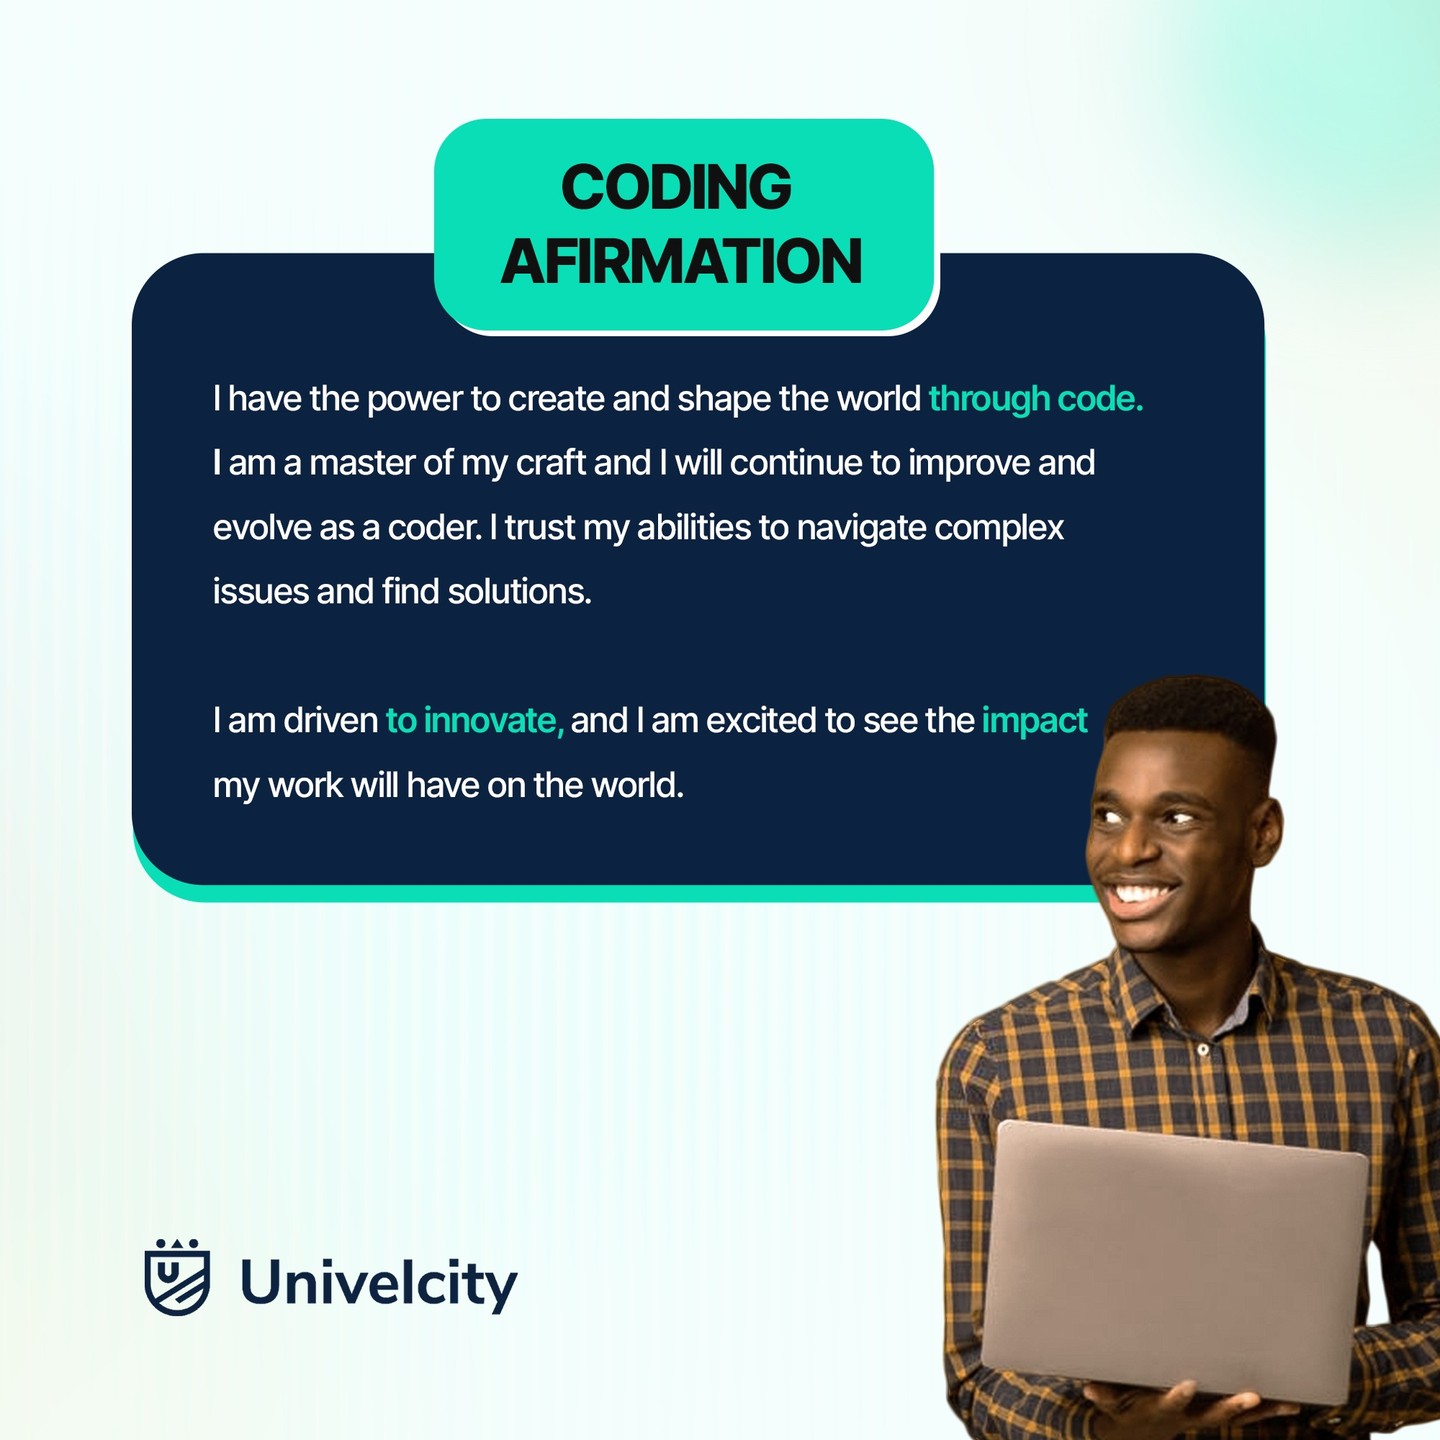 CODING
AFIRMATION
I have the power to create and shape the world through code.
I am a master of my craft and I will continue to improve and
evolve as a coder. I trust my abilities to navigate complex
issues and find solutions.
I am driven to innovate, and I am excited to see the impact
my work will have on the world.
U
Univelcity